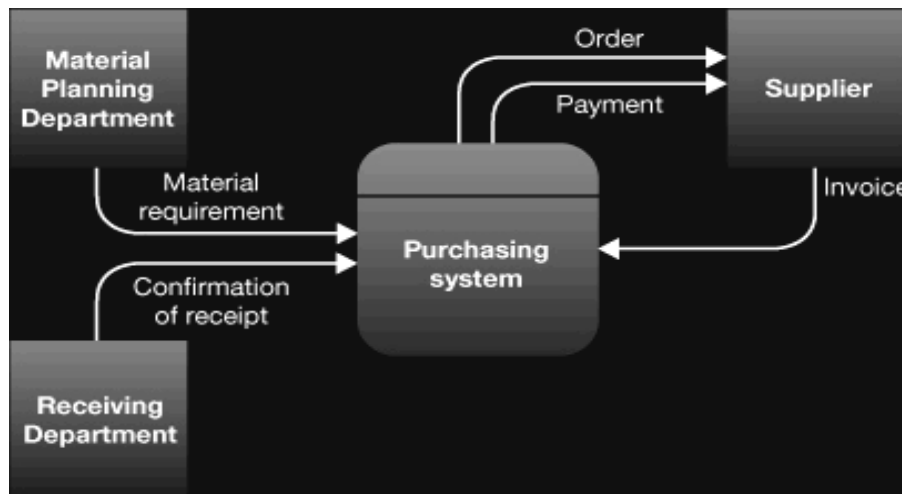 Material
Planning
Department
Order
Payment
Supplier
Material
requirement
Invoice
Purchasing
system
Confirmation
of receipt
Receiving
Department